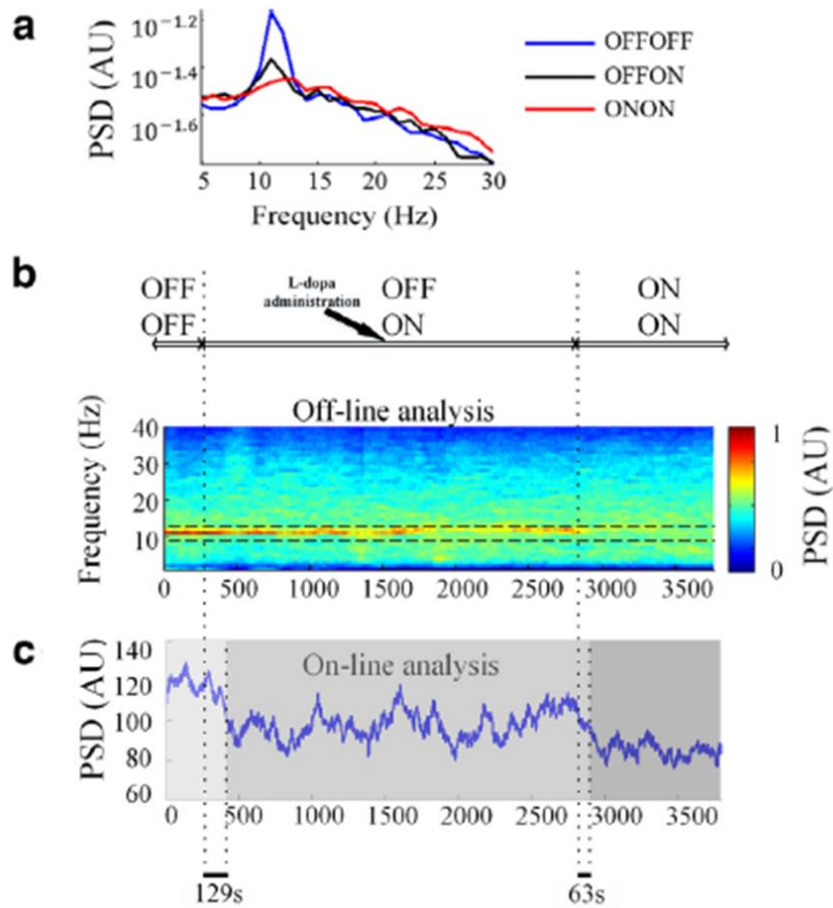 a
PSD (AU)
10^-1.2
10^-1.4
10^-1.6
5 10 15 20 25 30
Frequency (Hz)
OFFOFF
OFFON
ONON
b
OFF L-dopa OFF ON
administration
OFF ON ON
Off-line analysis
Frequency (Hz)
40
30
20
10
0 500 1000 1500 2000 2500 3000 3500
1
0
PSD (AU)
c
On-line analysis
PSD (AU)
140
120
100
80
60
0 500 1000 1500 2000 2500 3000 3500
129s 63s